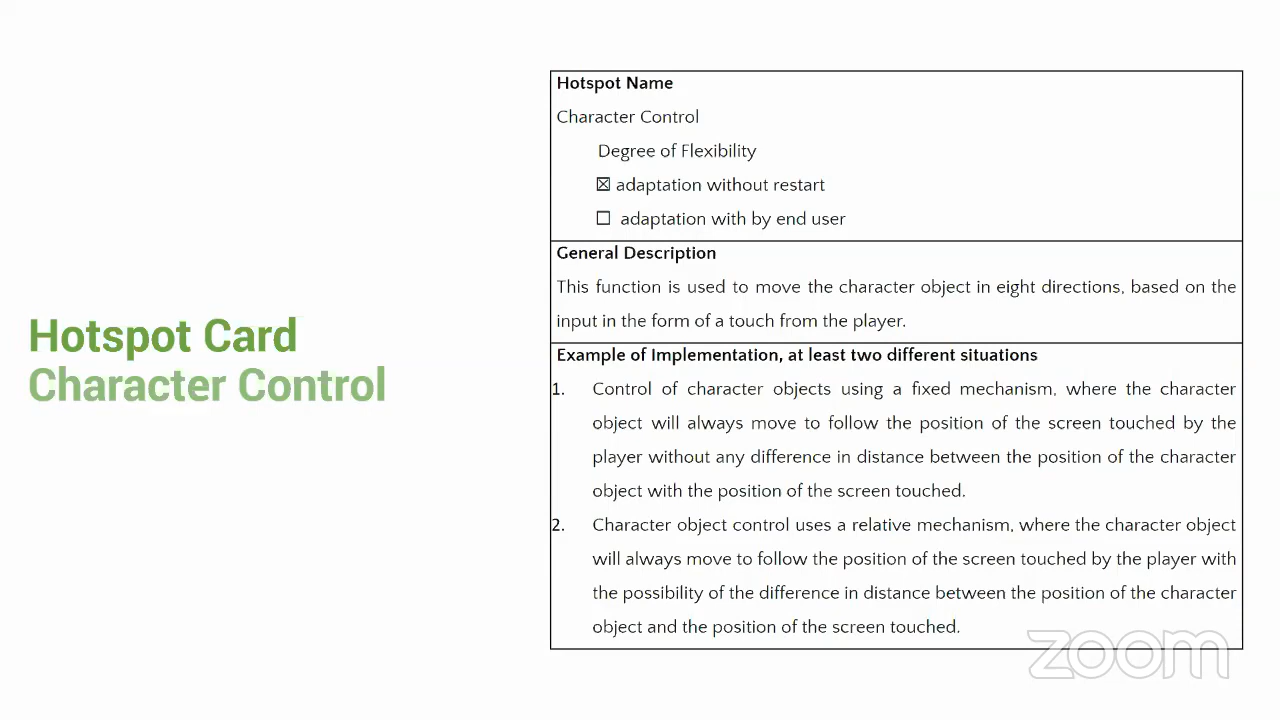 Hotspot Card
Character Control
Hotspot Name
Character Control
Degree of Flexibility
☒ adaptation without restart
☐ adaptation with by end user
General Description
This function is used to move the character object in eight directions, based on the
input in the form of a touch from the player.
Example of Implementation, at least two different situations
1. Control of character objects using a fixed mechanism, where the character
object will always move to follow the position of the screen touched by the
player without any difference in distance between the position of the character
object with the position of the screen touched.
2. Character object control uses a relative mechanism, where the character object
will always move to follow the position of the screen touched by the player with
the possibility of the difference in distance between the position of the character
object and the position of the screen touched.
zoom